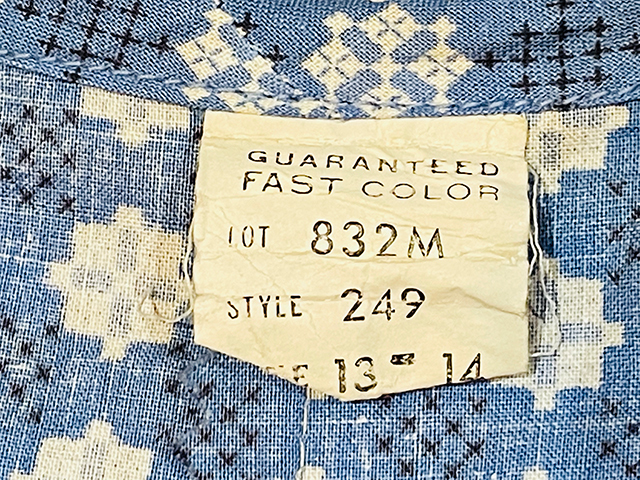 GUARANTEED
FAST COLOR
LOT 832M
STYLE 249
13 - 14